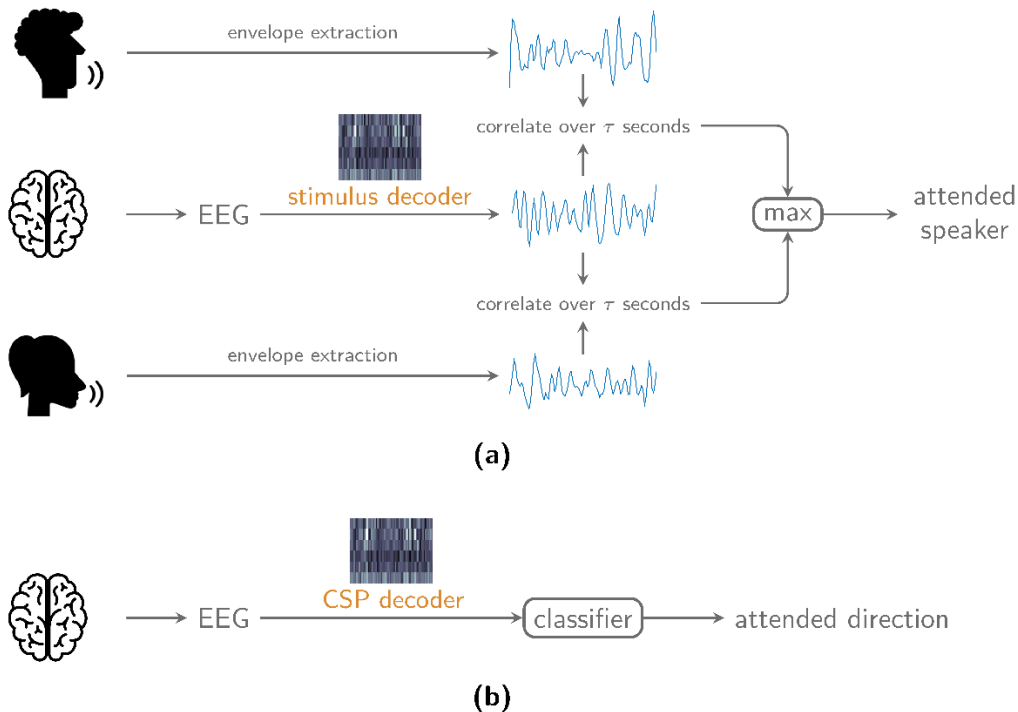 envelope extraction
correlate over τ seconds
stimulus decoder
EEG
max
attended
speaker
correlate over τ seconds
envelope extraction
(a)
CSP decoder
EEG
classifier
attended direction
(b)